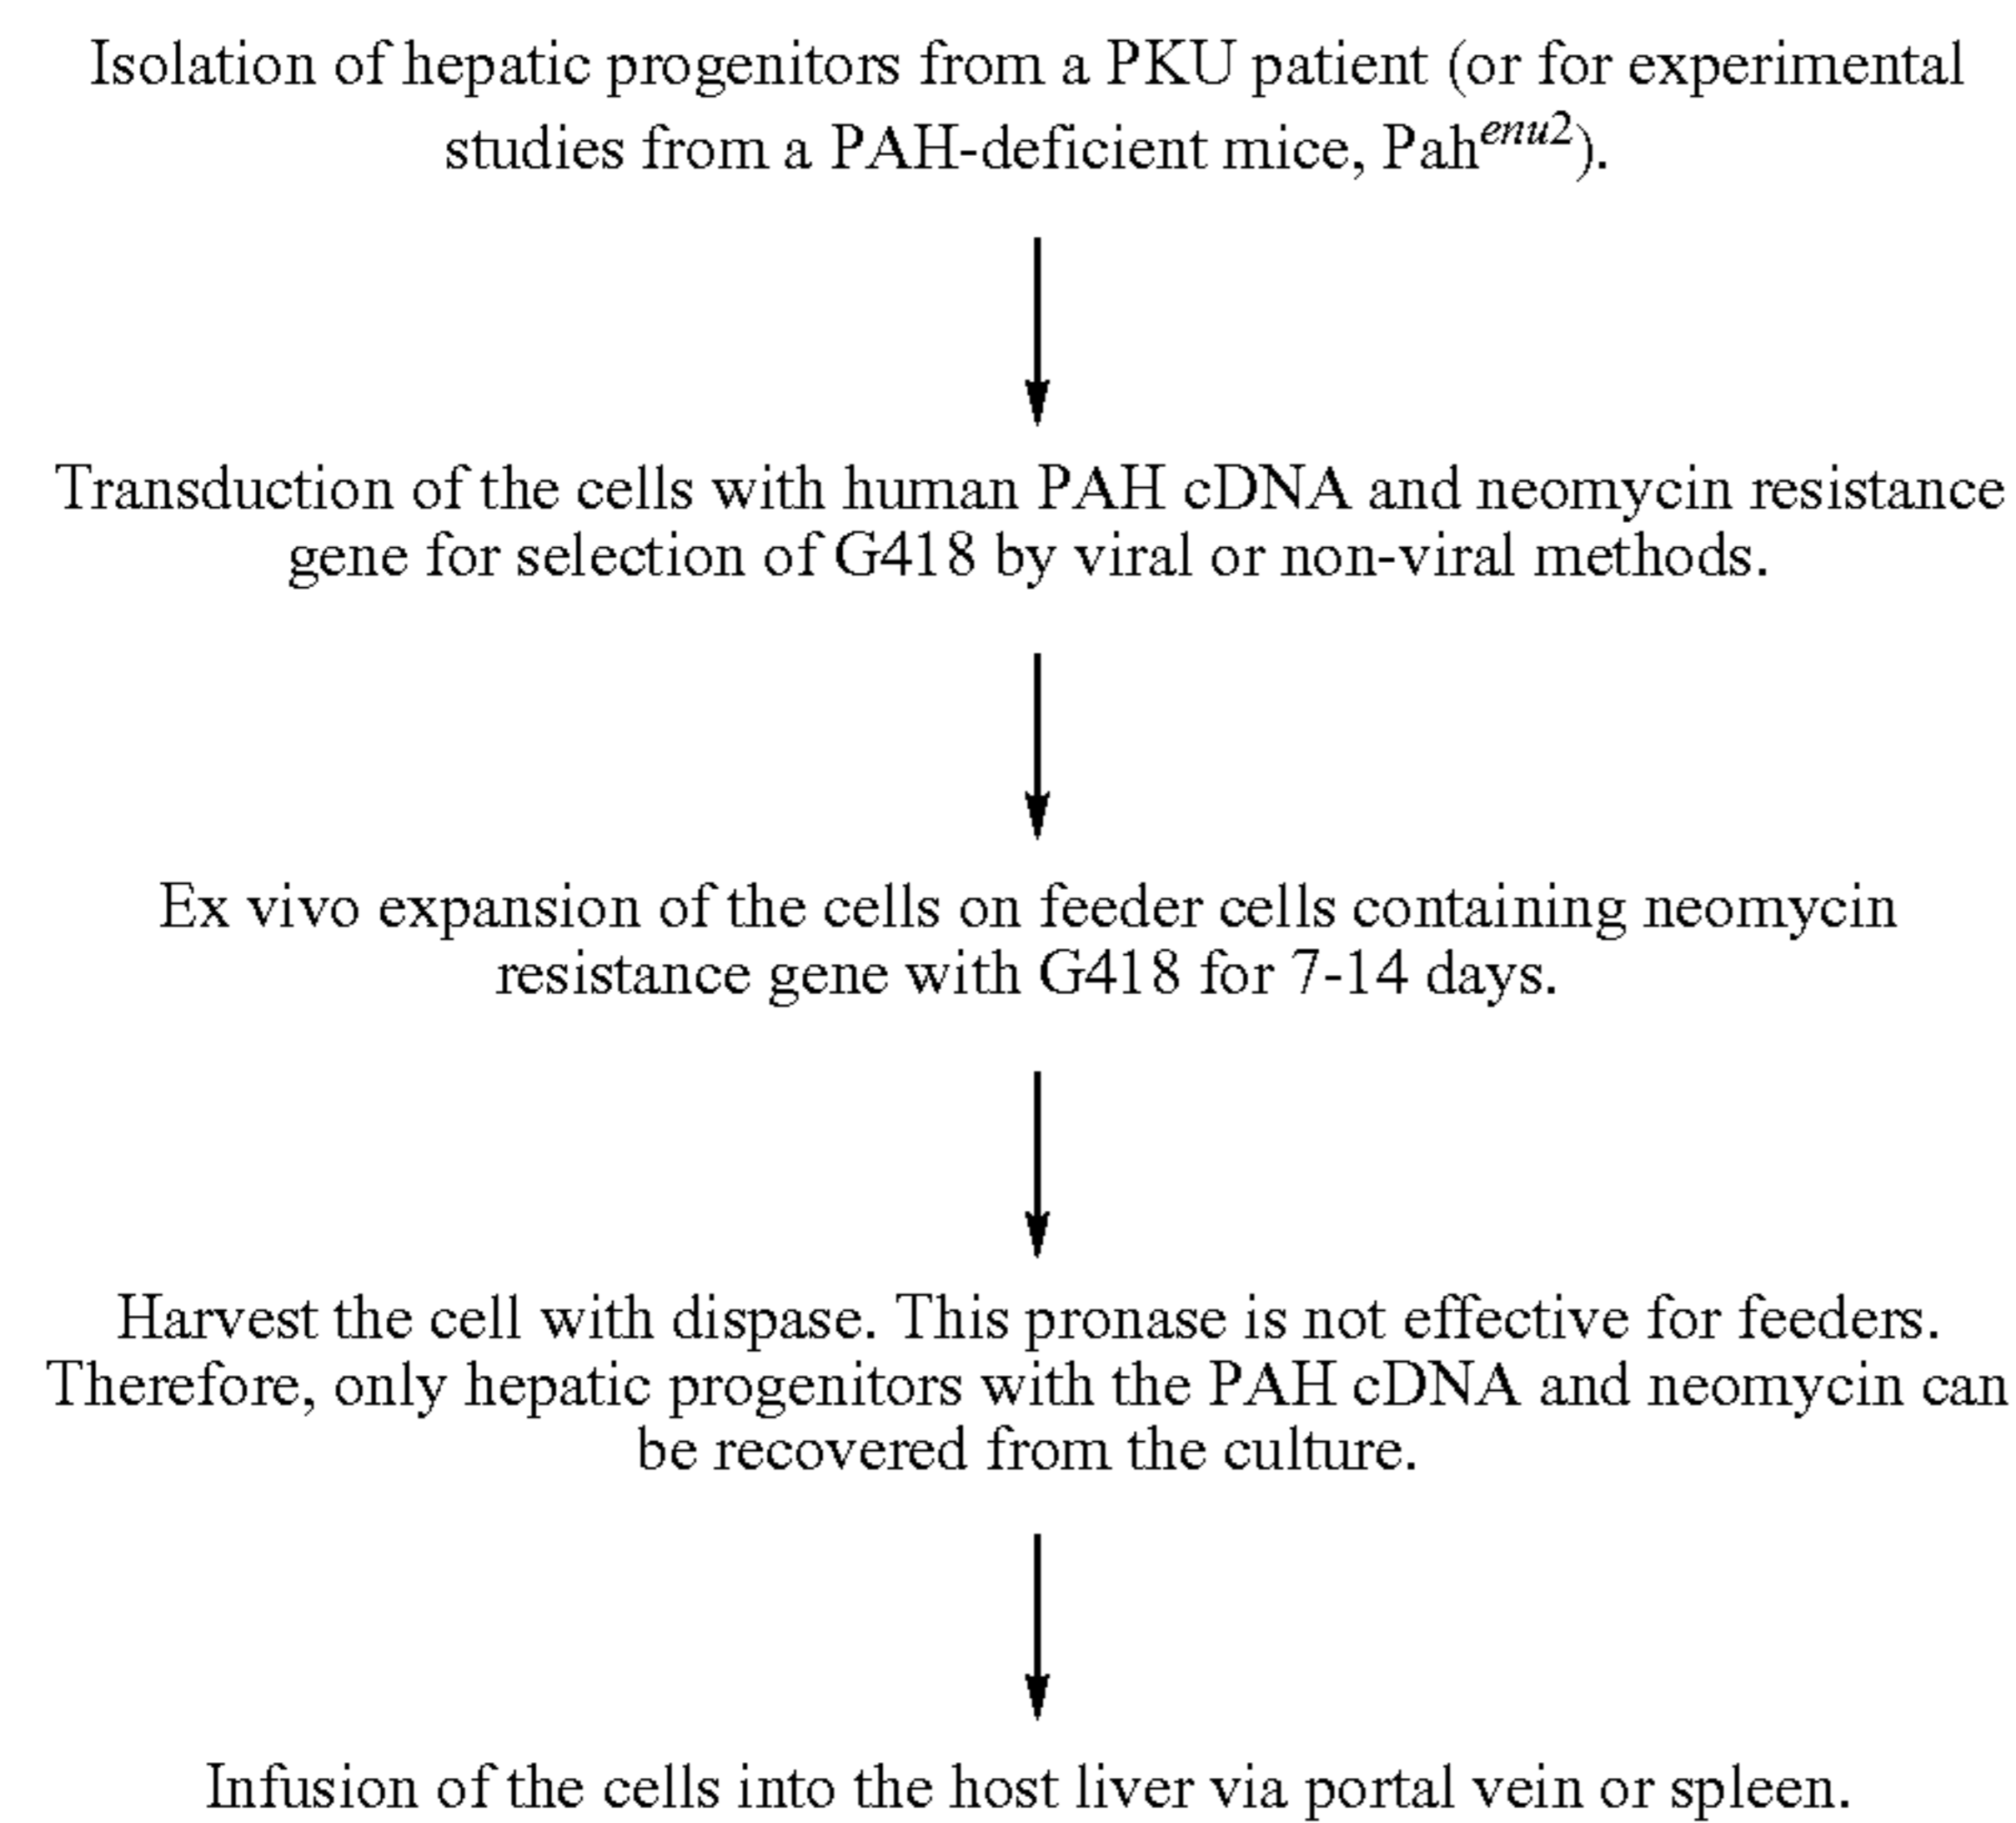 Isolation of hepatic progenitors from a PKU patient (or for experimental
studies from a PAH-deficient mice, Pahenu2).
Transduction of the cells with human PAH cDNA and neomycin resistance
gene for selection of G418 by viral or non-viral methods.
Ex vivo expansion of the cells on feeder cells containing neomycin
resistance gene with G418 for 7-14 days.
Harvest the cell with dispase. This pronase is not effective for feeders.
Therefore, only hepatic progenitors with the PAH cDNA and neomycin can
be recovered from the culture.
Infusion of the cells into the host liver via portal vein or spleen.